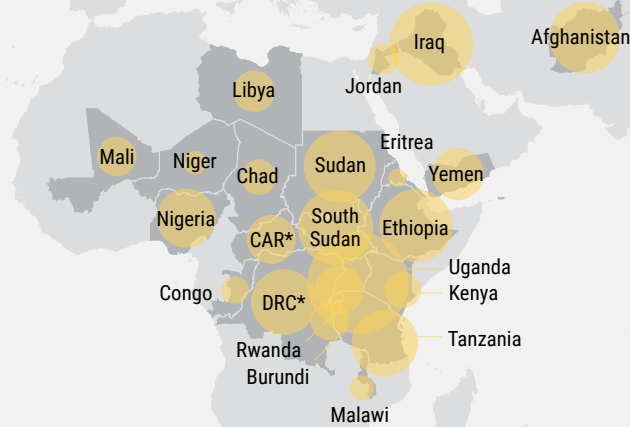 Iraq
Afghanistan
Jordan
Libya
Eritrea
Mali
Niger
Chad
Sudan
Yemen
Nigeria
South
Sudan
Ethiopia
CAR*
Uganda
Congo
DRC*
Kenya
Tanzania
Rwanda
Burundi
Malawi